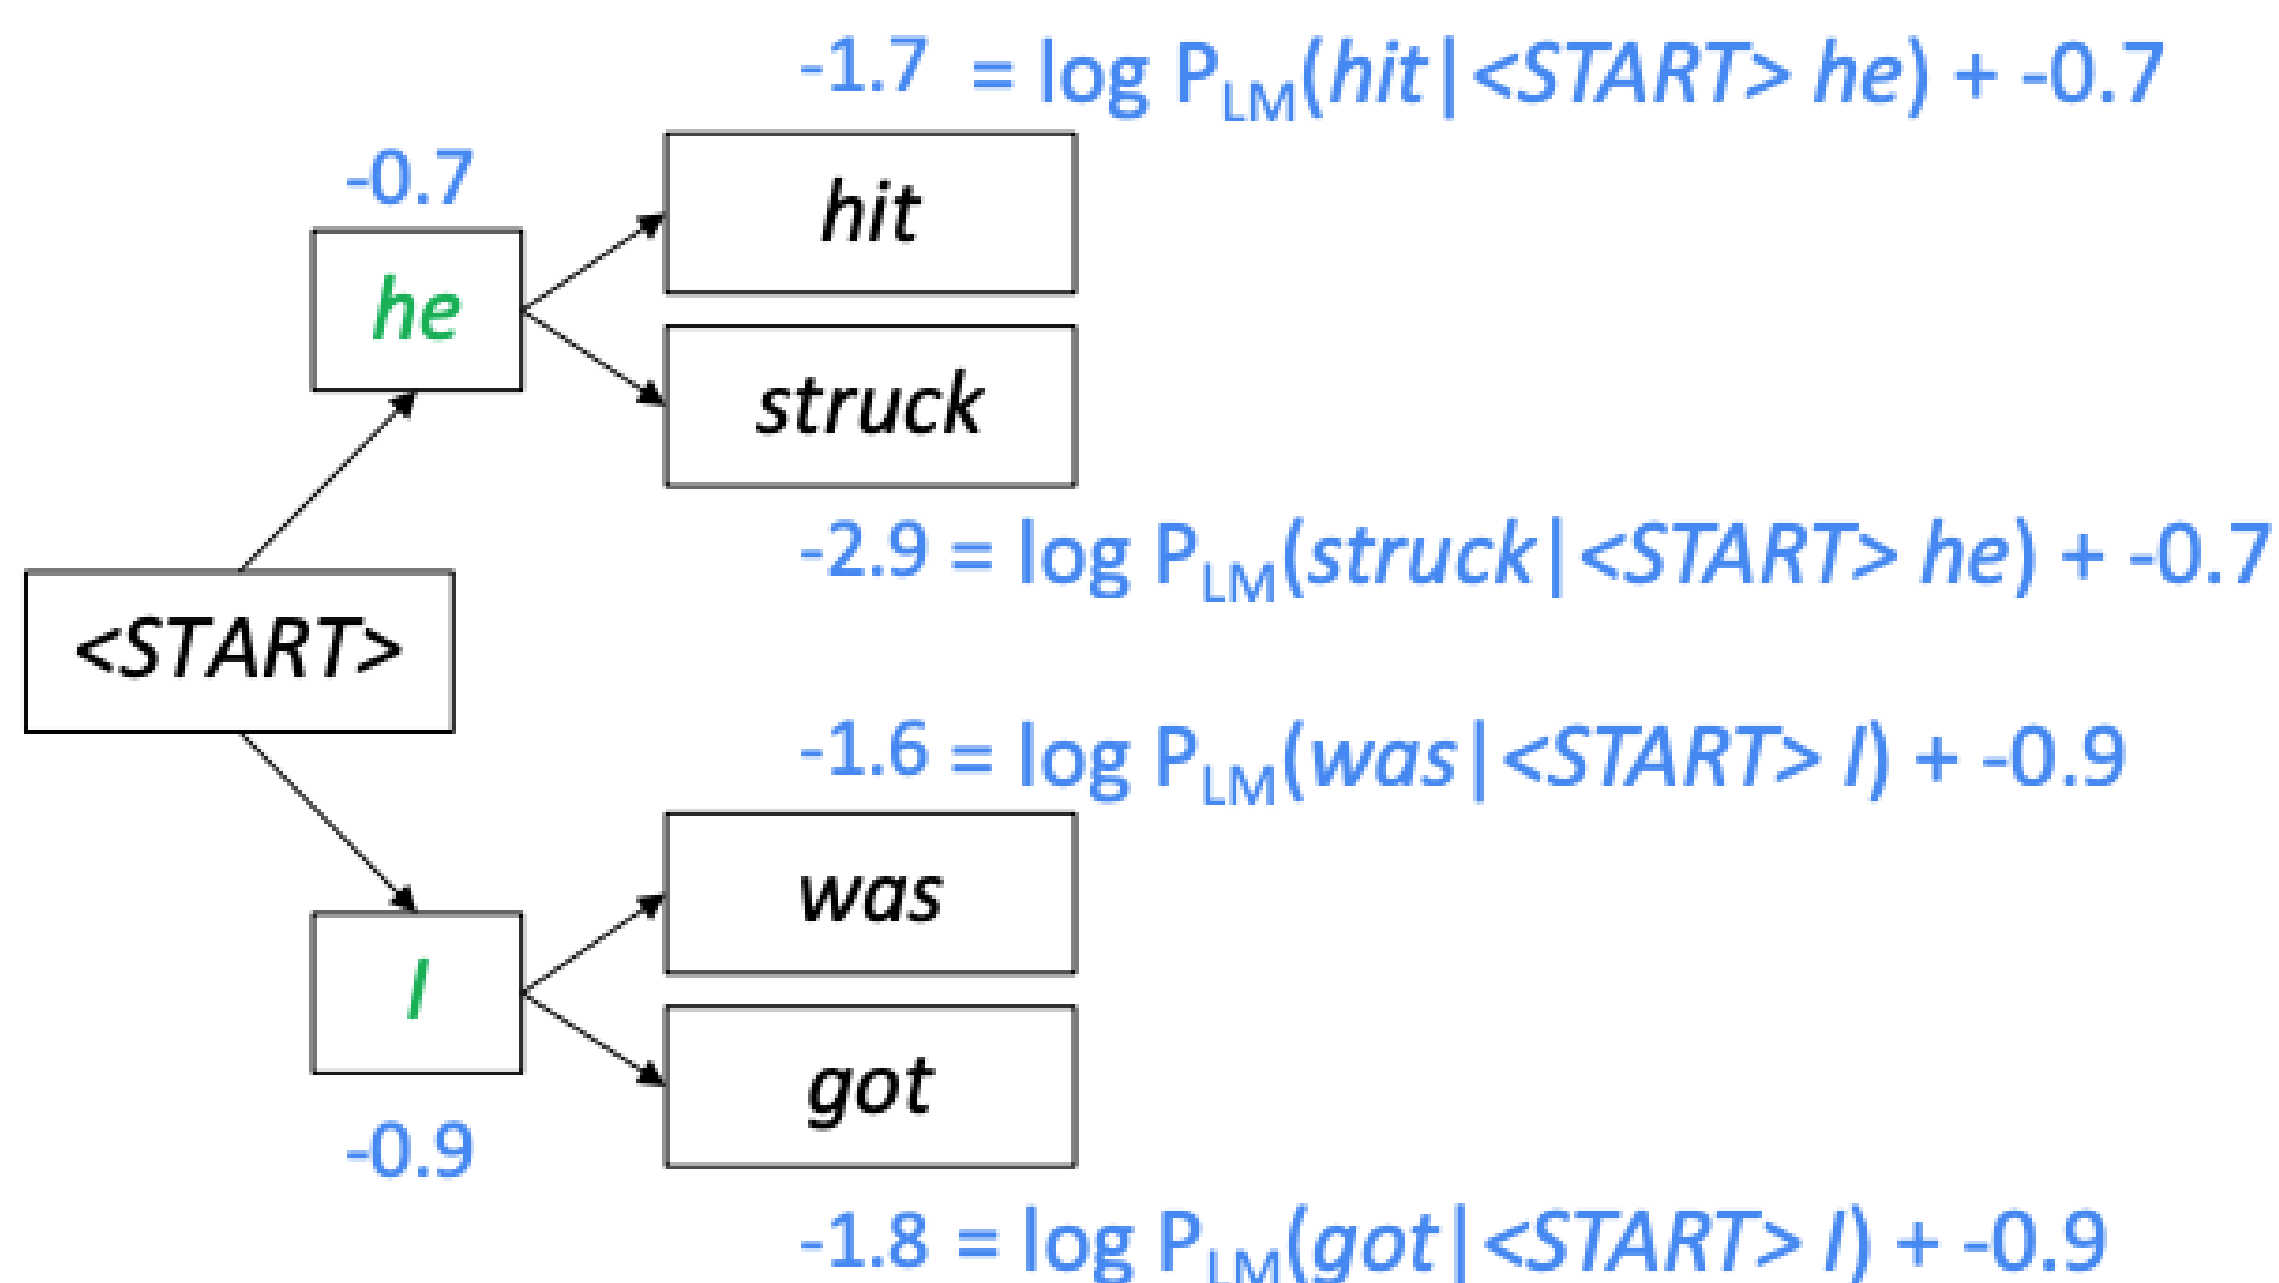 -1.7 = log P_LM(hit|<START> he) + -0.7
-0.7
hit
he
struck
-2.9 = log P_LM(struck|<START> he) + -0.7
<START>
-1.6 = log P_LM(was|<START> I) + -0.9
was
I
got
-0.9
-1.8 = log P_LM(got|<START> I) + -0.9